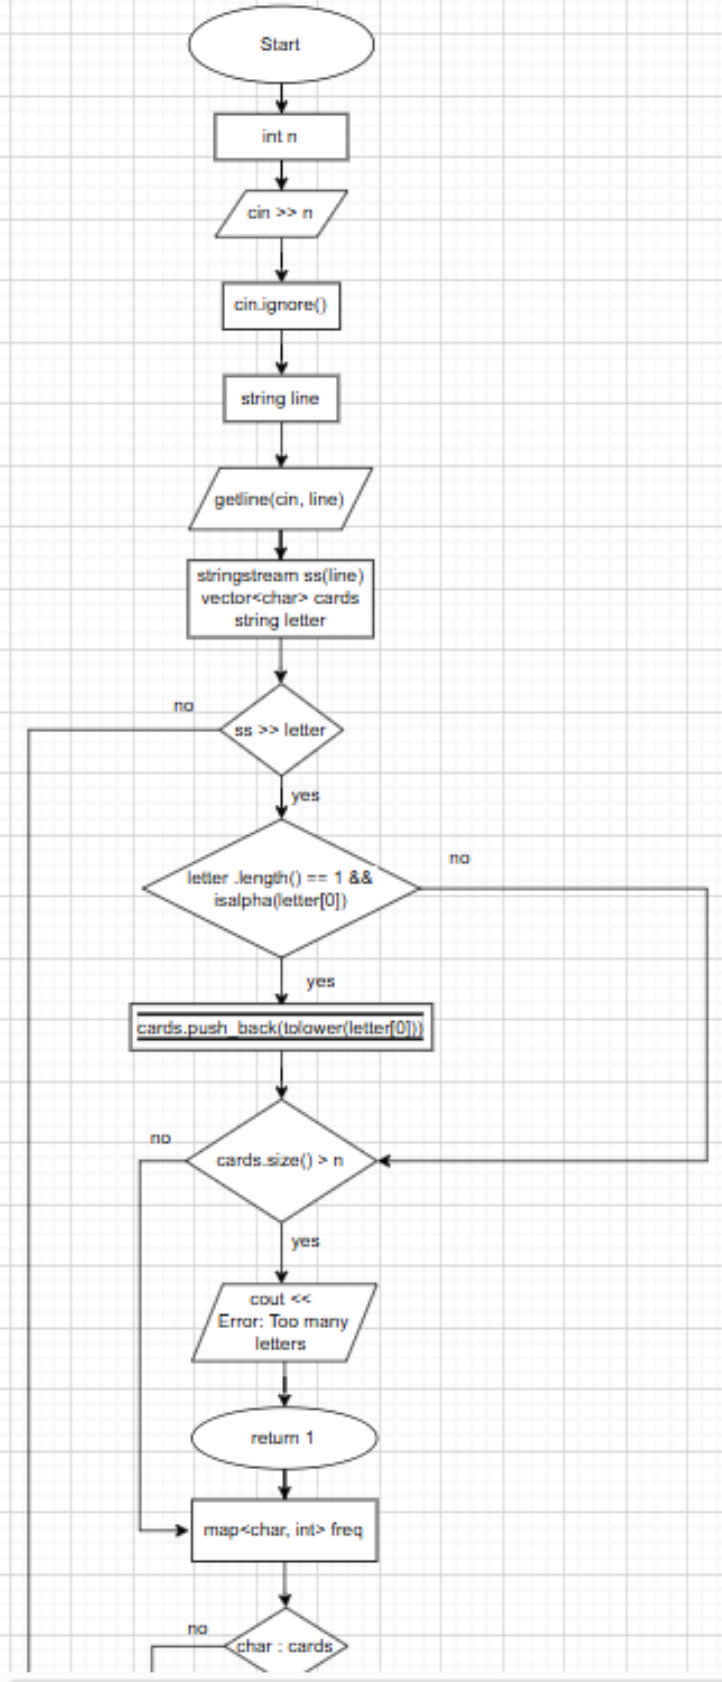 Start
int n
cin >> n
cin.ignore()
string line
getline(cin, line)
stringstream ss(line)
vector<char> cards
string letter
no
ss >> letter
yes
no
letter .length() == 1 &&
isalpha(letter[0])
yes
cards.push_back(tolower(letter[0]))
no
cards.size() > n
yes
cout <<
Error: Too many
letters
return 1
map<char, int> freq
no
char : cards